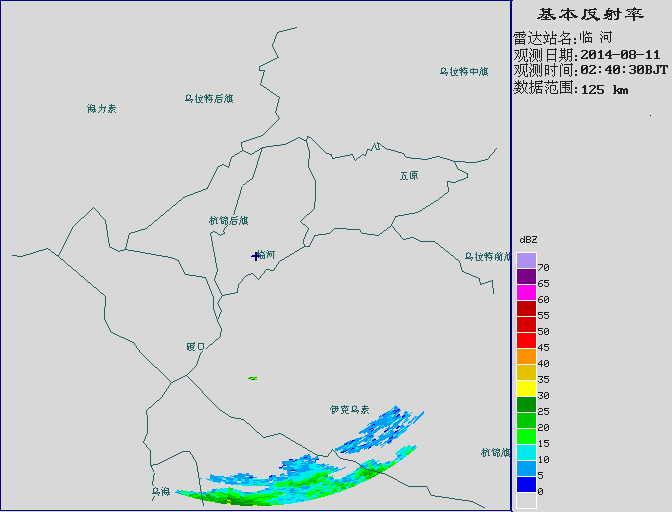 基本反射率
雷达站名:临 河
观测日期:2014-08-11
观测时间:02:40:30BJT
数据范围:125 km
乌拉特中旗
乌拉特后旗
海力素
五原
杭锦后旗
临河
乌拉特前旗
磴口
伊克乌素
杭锦旗
乌海
dBZ
70
65
60
55
50
45
40
35
30
25
20
15
10
5
0